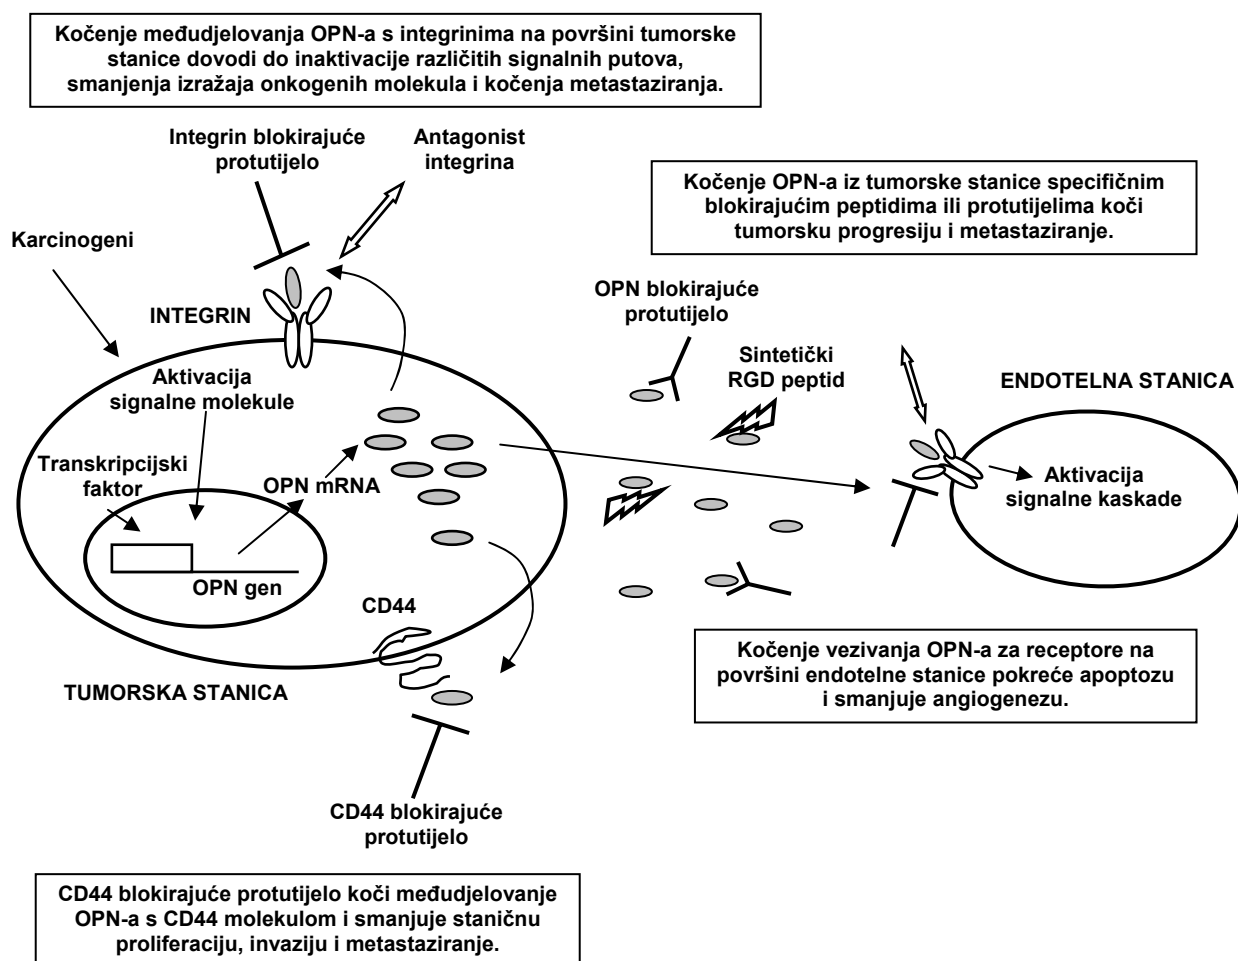 Kočenje međudjelovanja OPN-a s integrinima na površini tumorske
stanice dovodi do inaktivacije različitih signalnih putova,
smanjenja izražaja onkogenih molekula i kočenja metastaziranja.
Integrin blokirajuće
protutijelo
Antagonist
integrina
Kočenje OPN-a iz tumorske stanice specifičnim
blokirajućim peptidima ili protutijelima koči
tumorsku progresiju i metastaziranje.
Karcinogeni
INTEGRIN
OPN blokirajuće
protutijelo
Sintetički
RGD peptid
ENDOTELNA STANICA
Aktivacija
signalne molekule
Transkripcijski
faktor
OPN mRNA
Aktivacija
signalne kaskade
OPN gen
CD44
TUMORSKA STANICA
Kočenje vezivanja OPN-a za receptore na
površini endotelne stanice pokreće apoptozu
i smanjuje angiogenezu.
CD44 blokirajuće
protutijelo
CD44 blokirajuće protutijelo koči međudjelovanje
OPN-a s CD44 molekulom i smanjuje staničnu
proliferaciju, invaziju i metastaziranje.